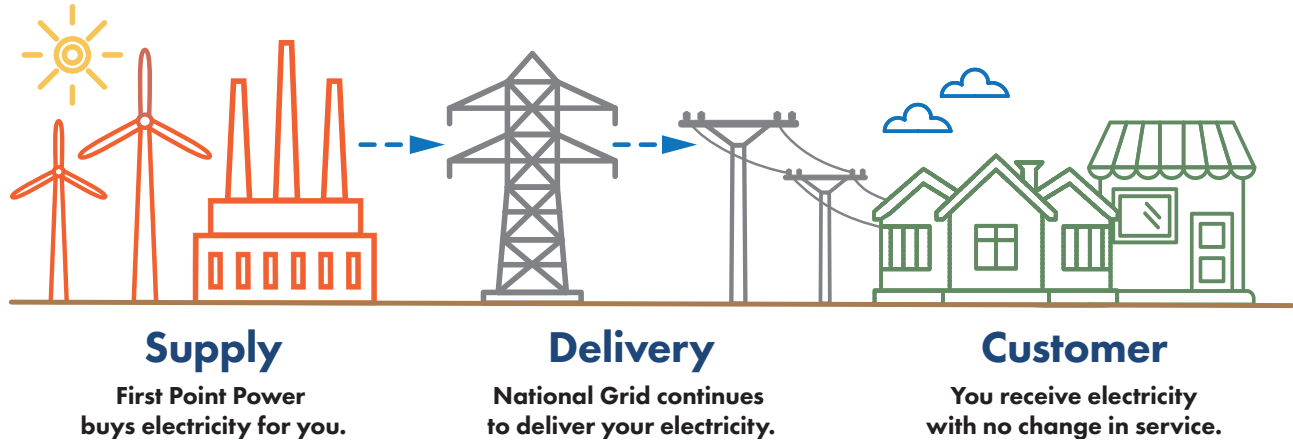 Supply
First Point Power
buys electricity for you.
Delivery
National Grid continues
to deliver your electricity.
Customer
You receive electricity
with no change in service.